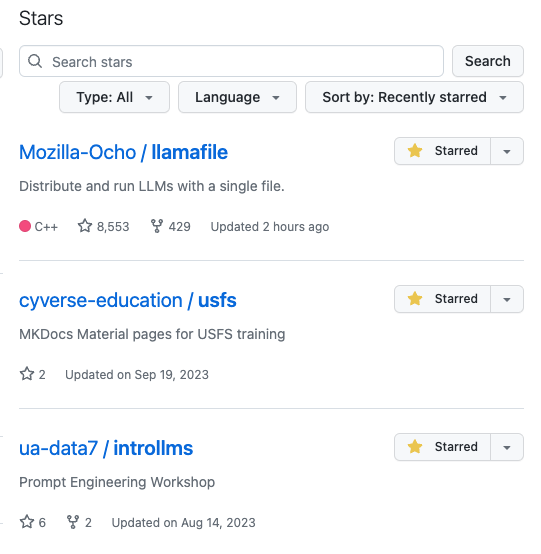 Stars
Search stars
Search
Type: All
Language
Sort by: Recently starred
Mozilla-Ocho / llamafile
Starred
Distribute and run LLMs with a single file.
C++ 8,553 429 Updated 2 hours ago
cyverse-education / usfs
Starred
MKDocs Material pages for USFS training
2 Updated on Sep 19, 2023
ua-data7 / introllms
Starred
Prompt Engineering Workshop
6 2 Updated on Aug 14, 2023